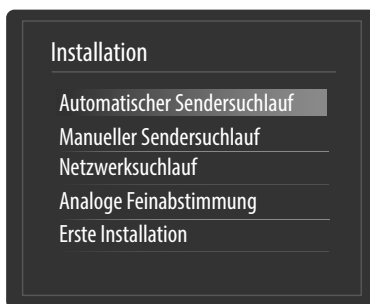 Installation
Automatischer Sendersuchlauf
Manueller Sendersuchlauf
Netzwerksuchlauf
Analoge Feinabstimmung
Erste Installation